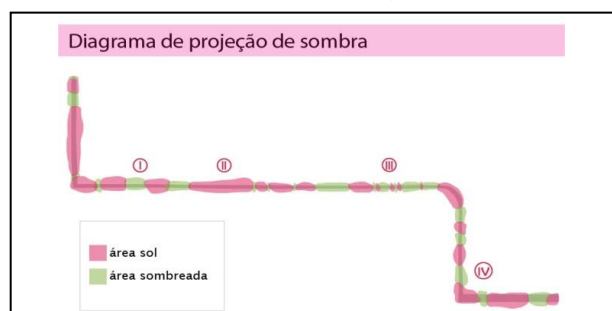 Diagrama de projeção de sombra
I
II
III
IV
área sol
área sombreada